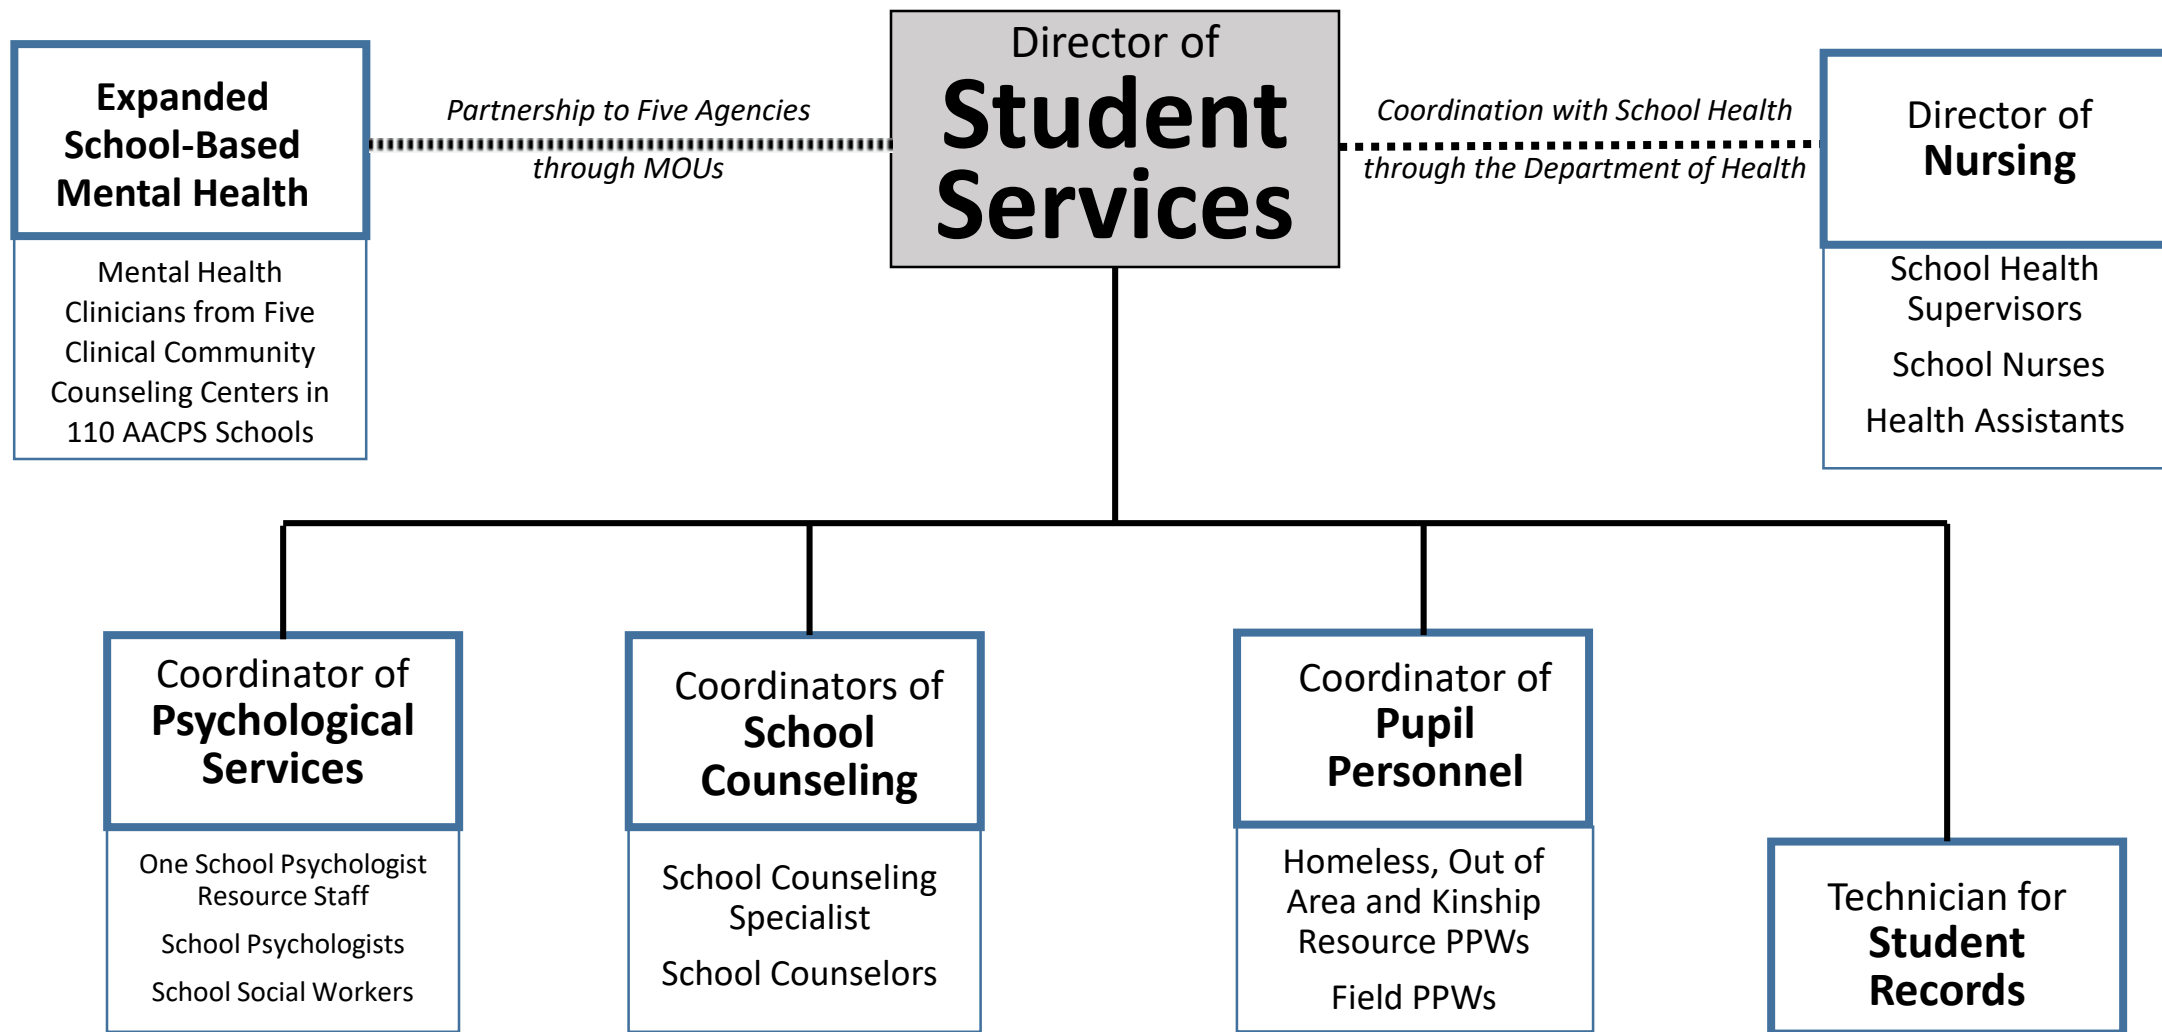 Director of
Student
Services
Expanded
School-Based
Mental Health
Partnership to Five Agencies
through MOUs
Coordination with School Health
through the Department of Health
Director of
Nursing
Mental Health
Clinicians from Five
Clinical Community
Counseling Centers in
110 AACPS Schools
School Health
Supervisors
School Nurses
Health Assistants
Coordinator of
Psychological
Services
One School Psychologist
Resource Staff
School Psychologists
School Social Workers
Coordinators of
School
Counseling
School Counseling
Specialist
School Counselors
Coordinator of
Pupil
Personnel
Homeless, Out of
Area and Kinship
Resource PPWs
Field PPWs
Technician for
Student
Records